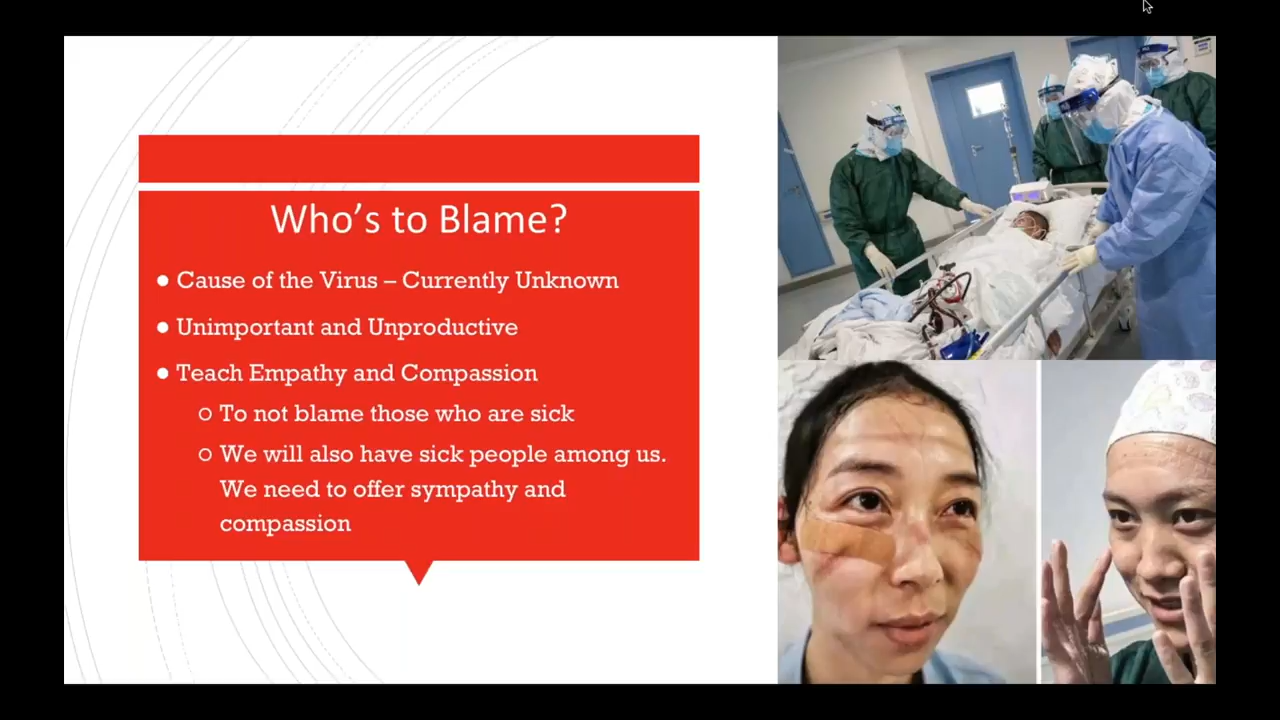 Who's to Blame?
● Cause of the Virus – Currently Unknown
● Unimportant and Unproductive
● Teach Empathy and Compassion
○ To not blame those who are sick
○ We will also have sick people among us.
We need to offer sympathy and
compassion